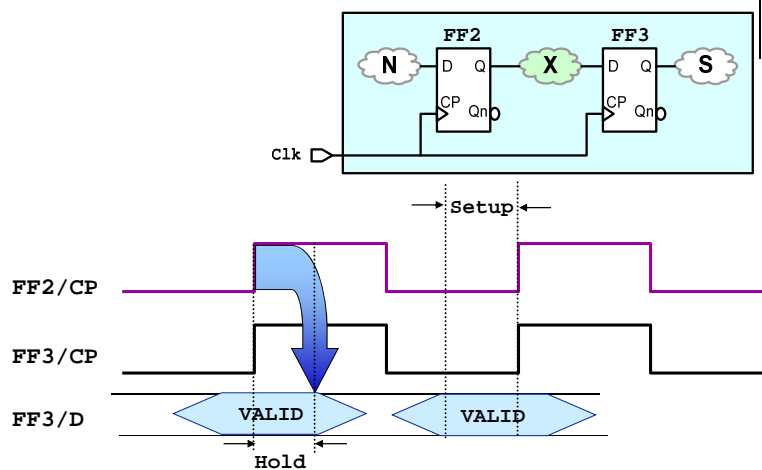 FF2 FF3
N D Q X D Q S
CP Qn CP Qn
Clk
Setup
FF2/CP
FF3/CP
FF3/D VALID VALID
Hold